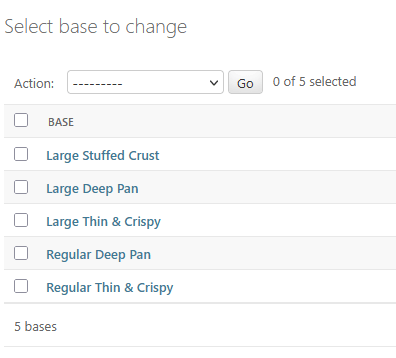 Select base to change
Action: --------- Go 0 of 5 selected
BASE
Large Stuffed Crust
Large Deep Pan
Large Thin & Crispy
Regular Deep Pan
Regular Thin & Crispy
5 bases